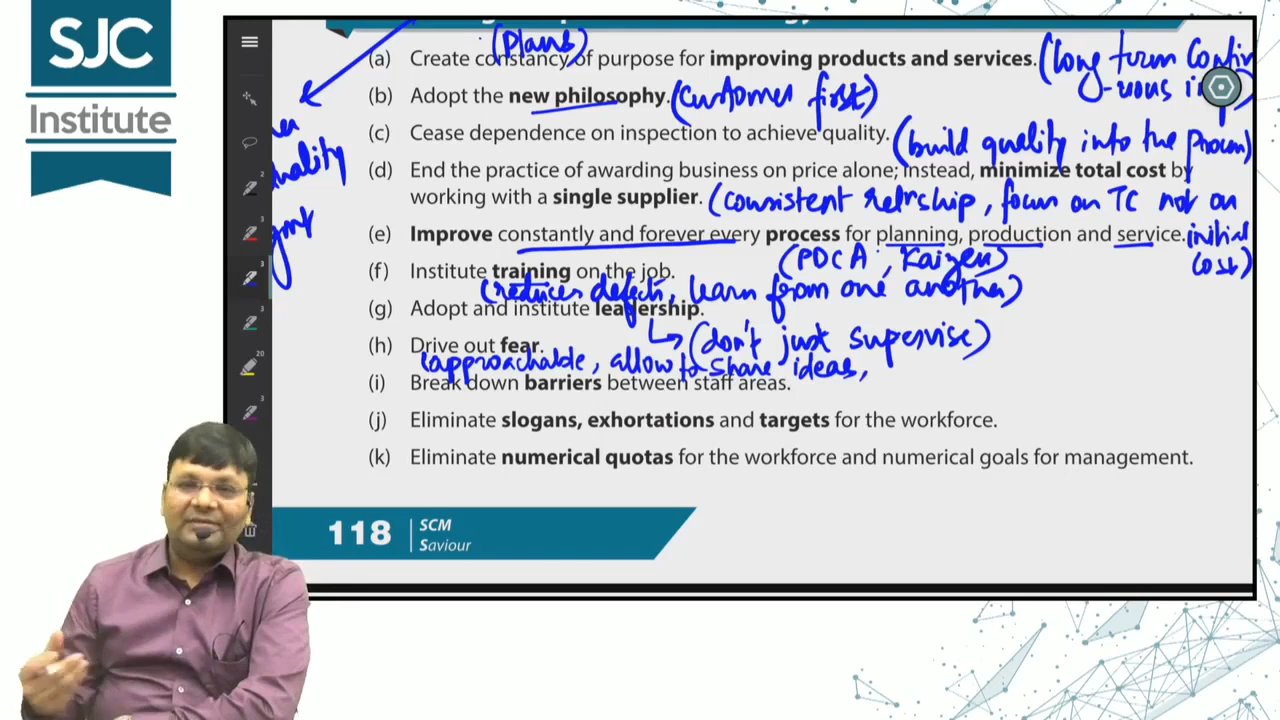 SJC
Institute
(Plans)
(a) Create constancy of purpose for improving products and services. (long term contin
-uous i
(b) Adopt the new philosophy. (customer first)
(c) Cease dependence on inspection to achieve quality. (build quality into the process)
uality
(d) End the practice of awarding business on price alone; instead, minimize total cost by
working with a single supplier. (consistent reltship, focus on TC not on
gmt
(e) Improve constantly and forever every process for planning, production and service. initial
cost)
(PDCA, Kaizen)
(f) Institute training on the job.
(reduces defects, learn from one another)
(g) Adopt and institute leadership.
(don't just supervise)
(h) Drive out fear.
(approachable, allow to share ideas,
(i) Break down barriers between staff areas.
(j) Eliminate slogans, exhortations and targets for the workforce.
(k) Eliminate numerical quotas for the workforce and numerical goals for management.
118 SCM
Saviour